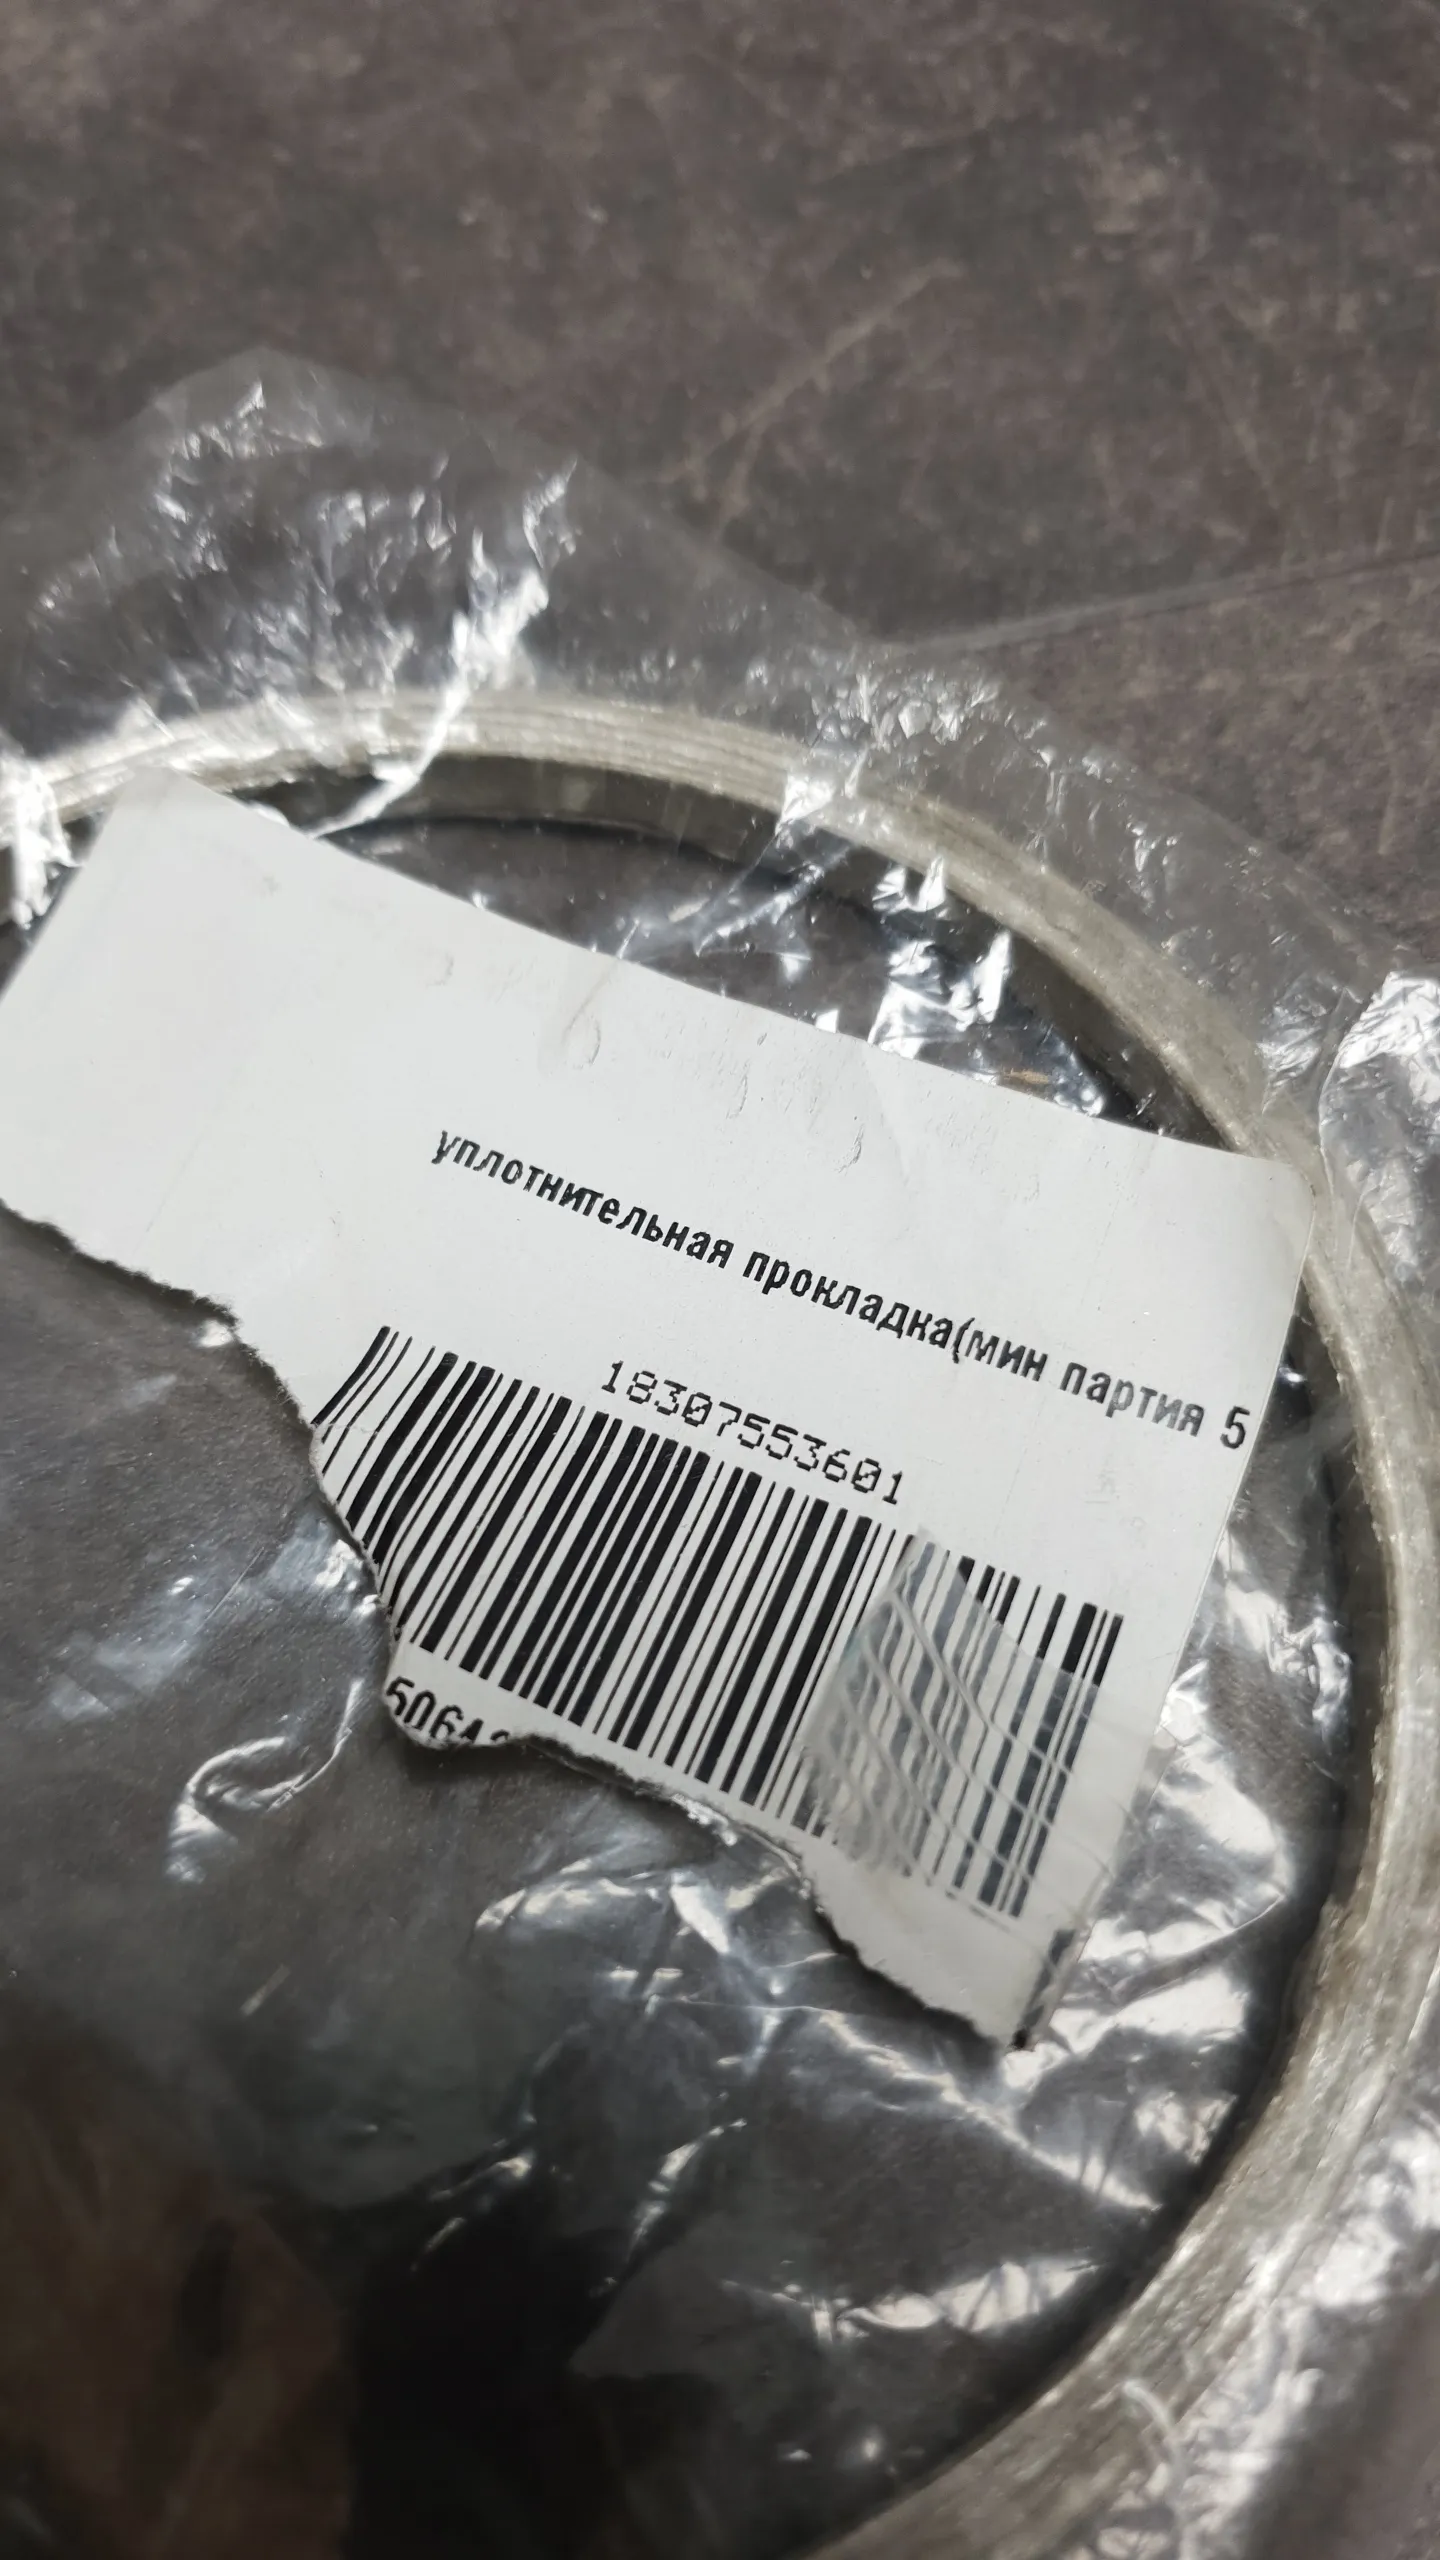 уплотнительная прокладка(мин партия 5
18307553601